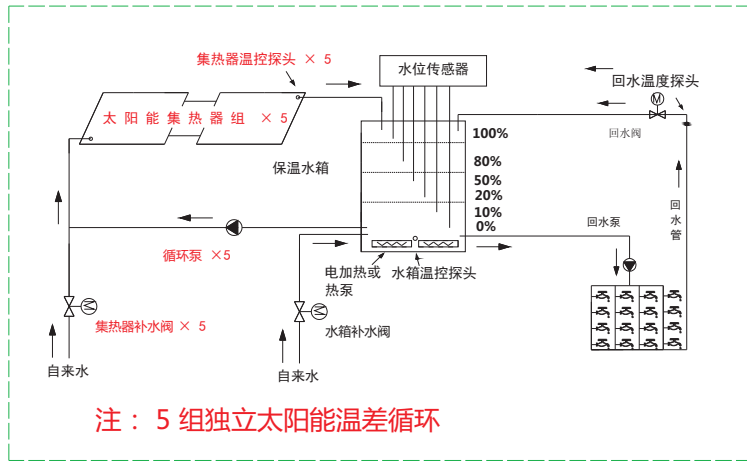 集热器温控探头 × 5
水位传感器
回水温度探头
M
太阳能集热器组 × 5
回水阀
100%
保温水箱
80%
50%
20%
10%
0%
回水泵
回水管
循环泵 ×5
电加热或
热泵
水箱温控探头
M
集热器补水阀 × 5
M
水箱补水阀
自来水
自来水
注： 5 组独立太阳能温差循环